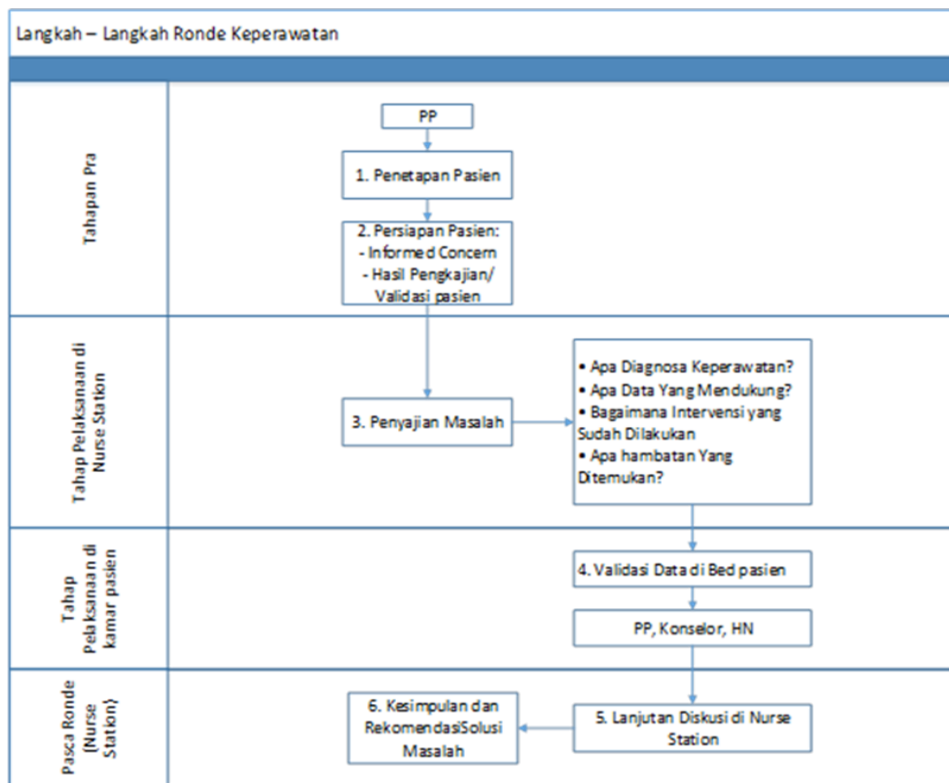 Langkah – Langkah Ronde Keperawatan
Tahapan Pra
PP
1. Penetapan Pasien
2. Persiapan Pasien:
- Informed Concern
- Hasil Pengkajian/
Validasi pasien
Tahap Pelaksanaan di
Nurse Station
3. Penyajian Masalah
• Apa Diagnosa Keperawatan?
• Apa Data Yang Mendukung?
• Bagaimana Intervensi yang
Sudah Dilakukan
• Apa hambatan Yang
Ditemukan?
Tahap
Pelaksanaan di
kamar pasien
4. Validasi Data di Bed pasien
PP, Konselor, HN
Pasca Ronde
(Nurse
Station)
5. Lanjutan Diskusi di Nurse
Station
6. Kesimpulan dan
RekomendasiSolusi
Masalah